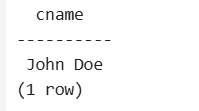 cname
----------
John Doe
(1 row)